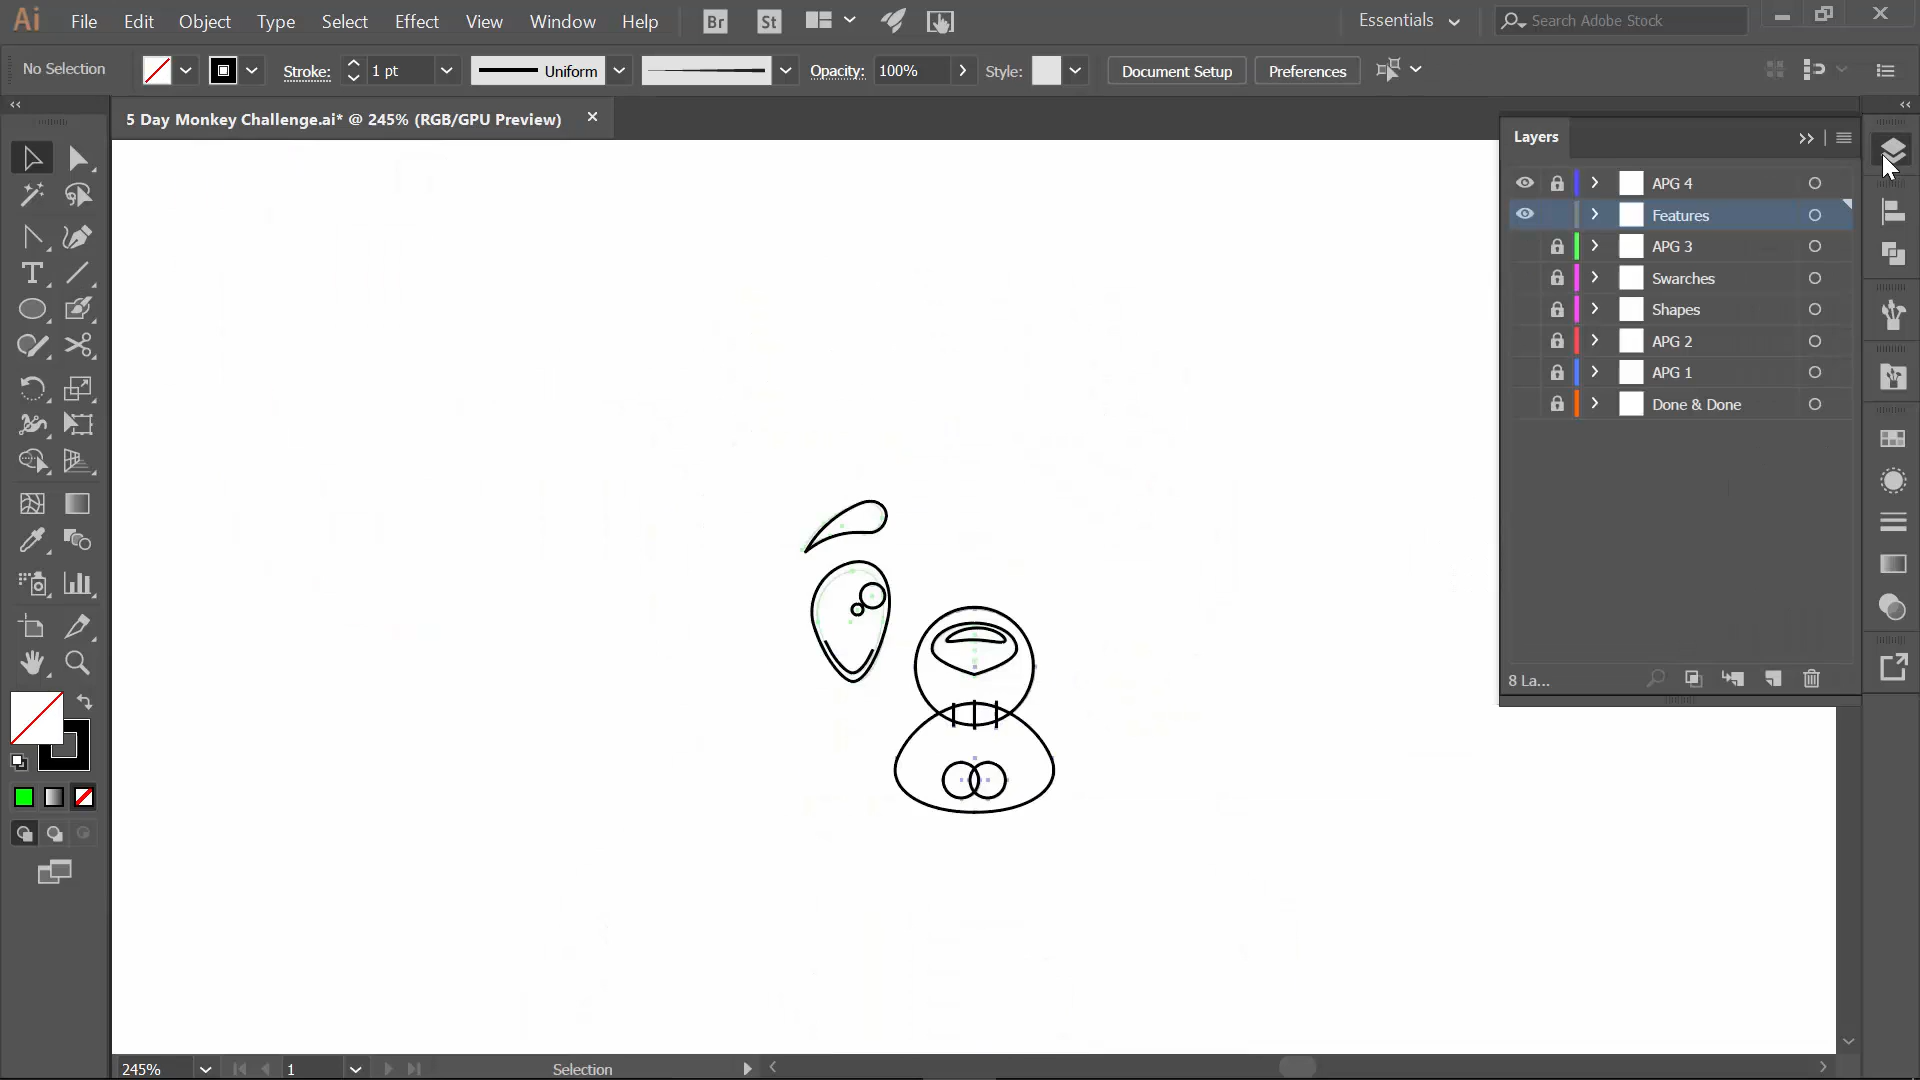 Ai File Edit Object Type Select Effect View Window Help Br St Essentials Search Adobe Stock
No Selection Stroke: 1 pt Uniform Opacity: 100% Style: Document Setup Preferences
5 Day Monkey Challenge.ai* @ 245% (RGB/GPU Preview)
Layers
APG 4
Features
APG 3
Swarches
Shapes
APG 2
APG 1
Done & Done
8 La...
245% 1 Selection